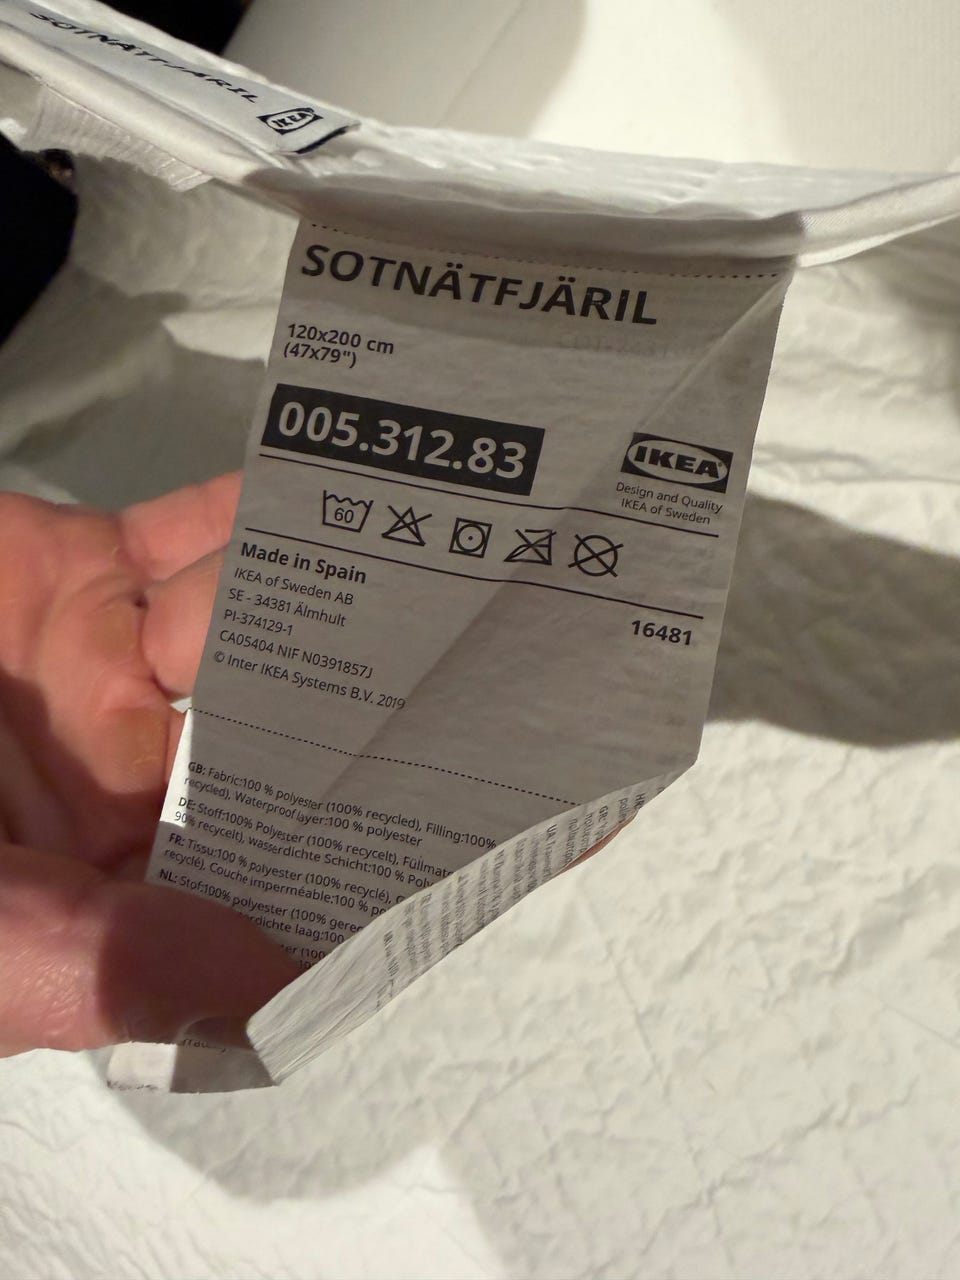 SOTNÄTFJÄRIL
IKEA
SOTNÄTFJÄRIL
120x200 cm
(47x79")
005.312.83
IKEA
Design and Quality
IKEA of Sweden
60
Made in Spain
IKEA of Sweden AB
SE - 34381 Älmhult
PI-374129-1
CA05404 NIF N0391857J
© Inter IKEA Systems B.V. 2019
16481
GB: Fabric:100 % polyester (100% recycled), Filling:100%
recycled), Waterproof layer:100 % polyester
DE: Stoff:100% Polyester (100% recycelt),
90% recycelt), wasserdichte Schicht:100 %
FR: Tissu:100 % polyester (100% recyclé),
recyclé), Couche imperméable:100 %
NL: Stof:100% polyester (100%
laag:100